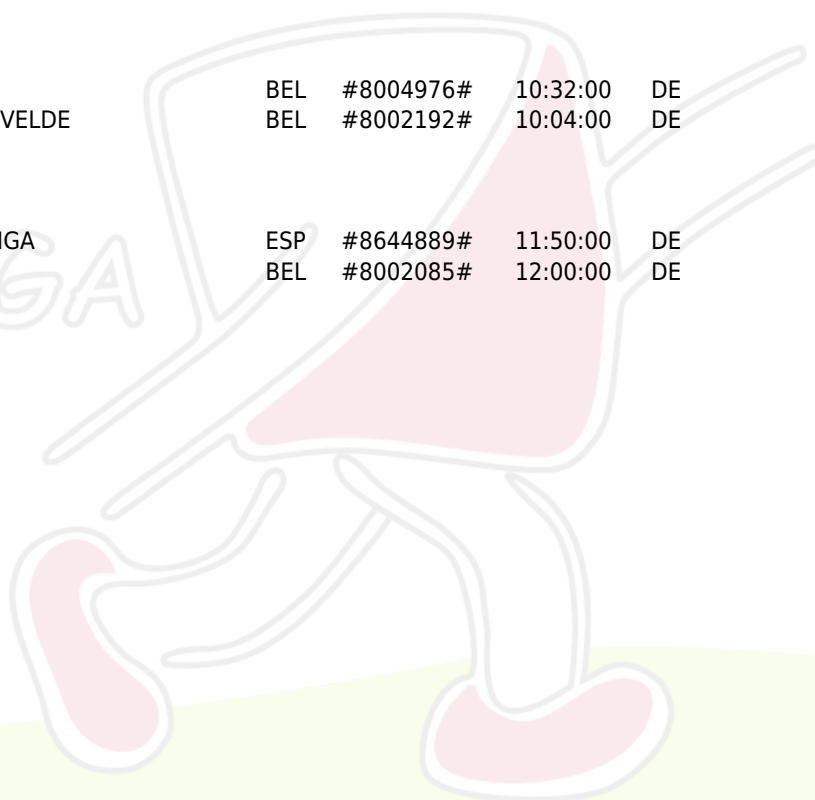 BEL #8004976# 10:32:00 DE
VELDE BEL #8002192# 10:04:00 DE
IGA ESP #8644889# 11:50:00 DE
BEL #8002085# 12:00:00 DE
GA